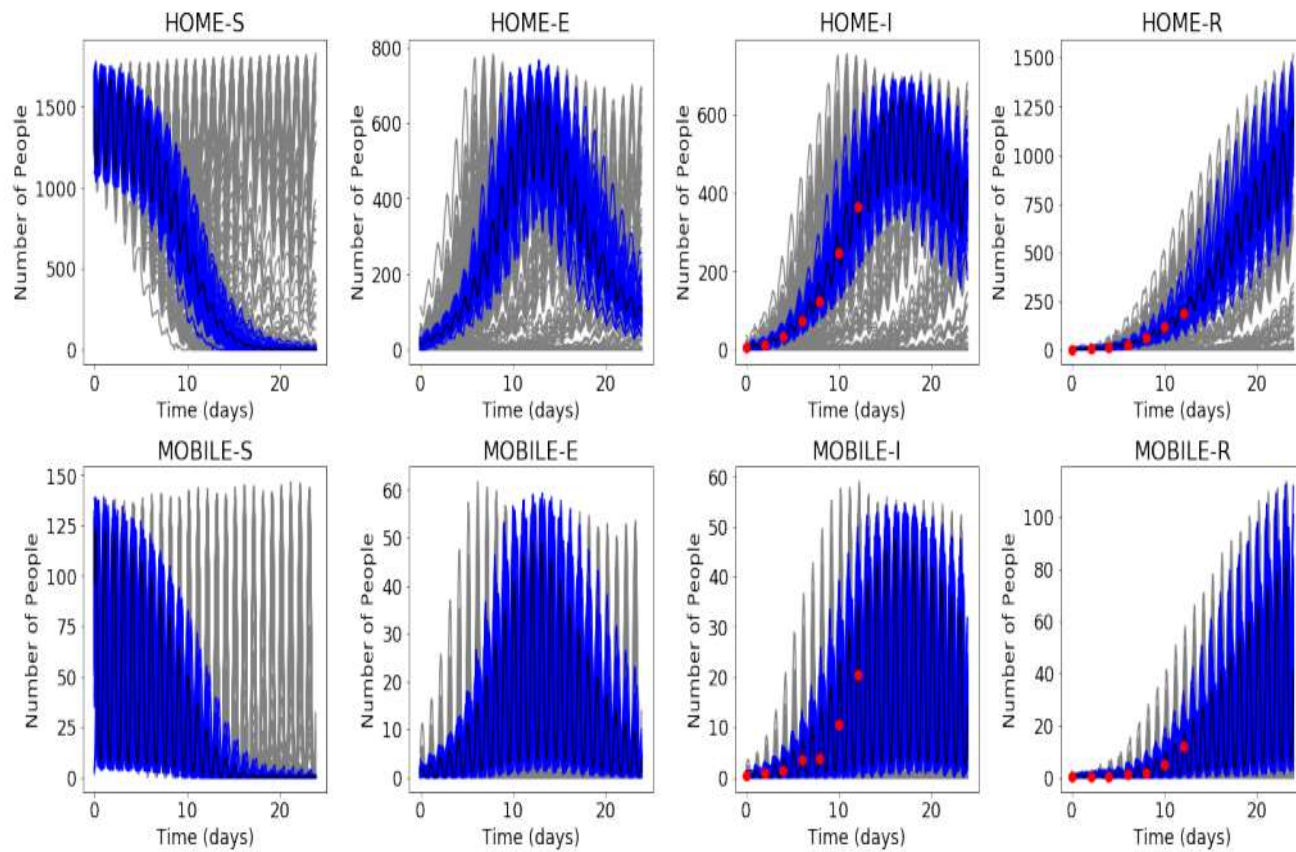 HOME-S
Number of People
1500
1000
500
0
0 10 20
Time (days)
HOME-E
Number of People
800
600
400
200
0
0 10 20
Time (days)
HOME-I
Number of People
600
400
200
0
0 10 20
Time (days)
HOME-R
Number of People
1500
1250
1000
750
500
250
0
0 10 20
Time (days)
MOBILE-S
Number of People
150
125
100
75
50
25
0
0 10 20
Time (days)
MOBILE-E
Number of People
60
50
40
30
20
10
0
0 10 20
Time (days)
MOBILE-I
Number of People
60
50
40
30
20
10
0
0 10 20
Time (days)
MOBILE-R
Number of People
100
80
60
40
20
0
0 10 20
Time (days)